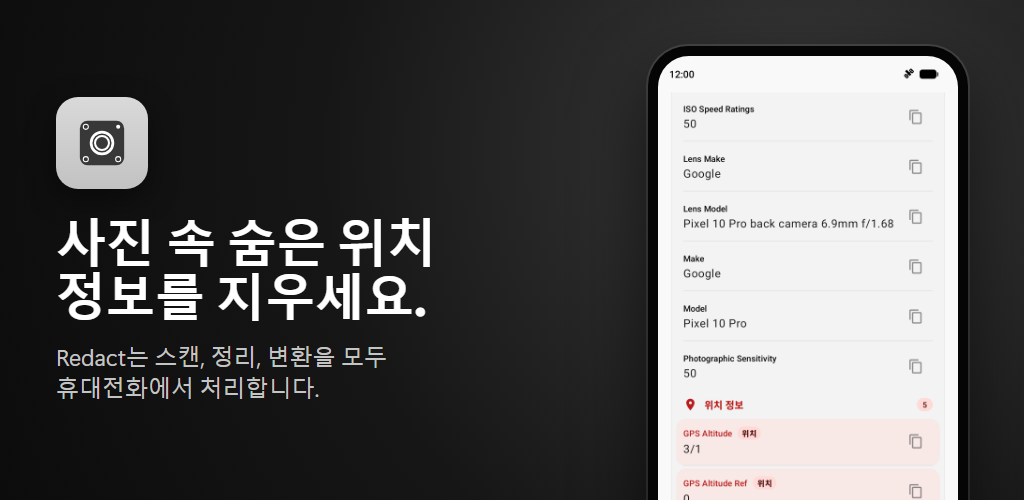 사진 속 숨은 위치
정보를 지우세요.
Redact는 스캔, 정리, 변환을 모두
휴대전화에서 처리합니다.
12:00
ISO Speed Ratings
50
Lens Make
Google
Lens Model
Pixel 10 Pro back camera 6.9mm f/1.68
Make
Google
Model
Pixel 10 Pro
Photographic Sensitivity
50
위치 정보 5
GPS Altitude 위치
3/1
GPS Altitude Ref 위치
0